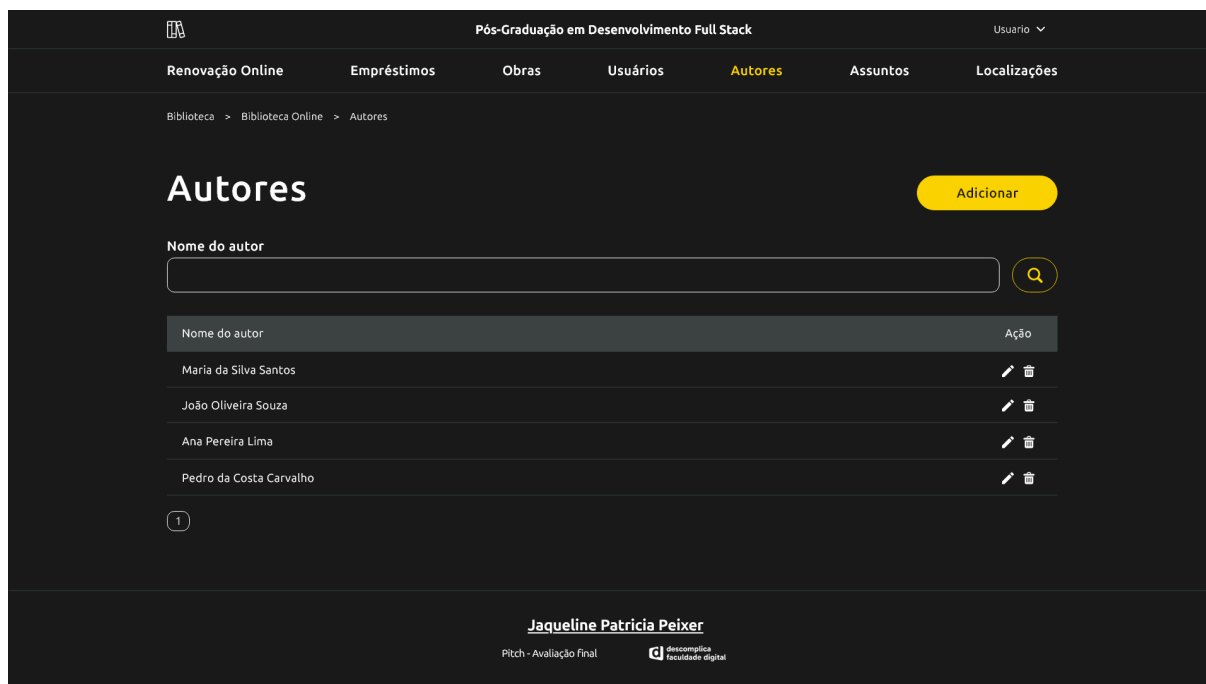 Pós-Graduação em Desenvolvimento Full Stack
Usuario
Renovação Online Empréstimos Obras Usuários Autores Assuntos Localizações
Biblioteca > Biblioteca Online > Autores
Autores
Adicionar
Nome do autor
Nome do autor Ação
Maria da Silva Santos
João Oliveira Souza
Ana Pereira Lima
Pedro da Costa Carvalho
1
Jaqueline Patricia Peixer
Pitch - Avaliação final
descomplica
faculdade digital